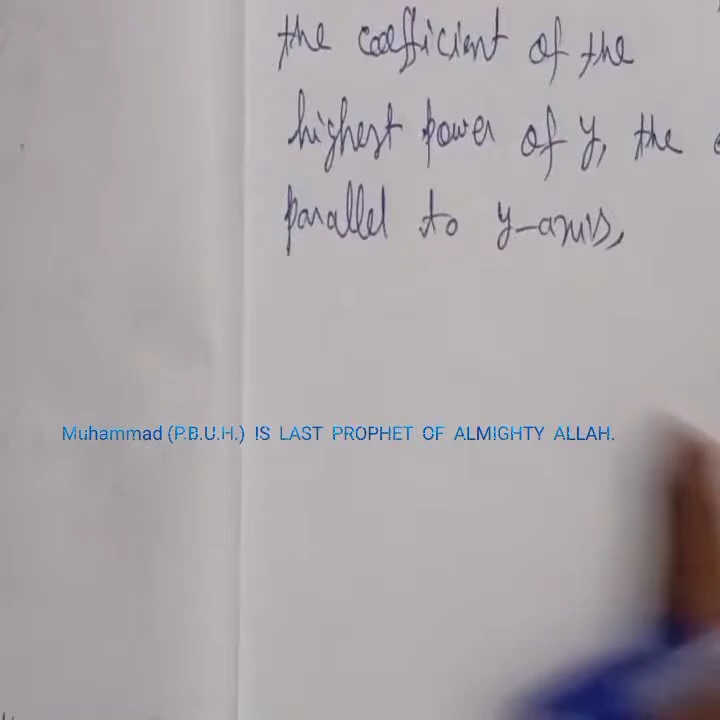 the coefficient of the
highest power of y, the
parallel to y-axis,
Muhammad (P.B.U.H.) IS LAST PROPHET OF ALMIGHTY ALLAH.